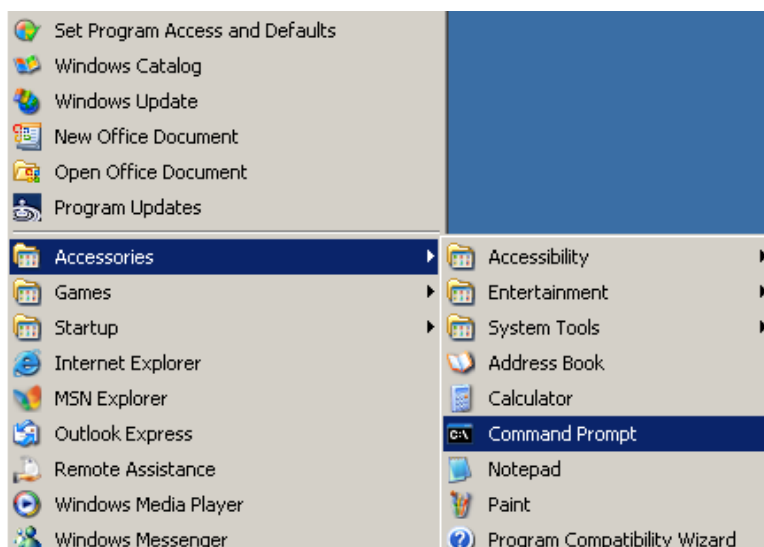 Set Program Access and Defaults
Windows Catalog
Windows Update
New Office Document
Open Office Document
Program Updates
Accessories
Games
Startup
Internet Explorer
MSN Explorer
Outlook Express
Remote Assistance
Windows Media Player
Windows Messenger
Accessibility
Entertainment
System Tools
Address Book
Calculator
C:\
Command Prompt
Notepad
Paint
Program Compatibility Wizard